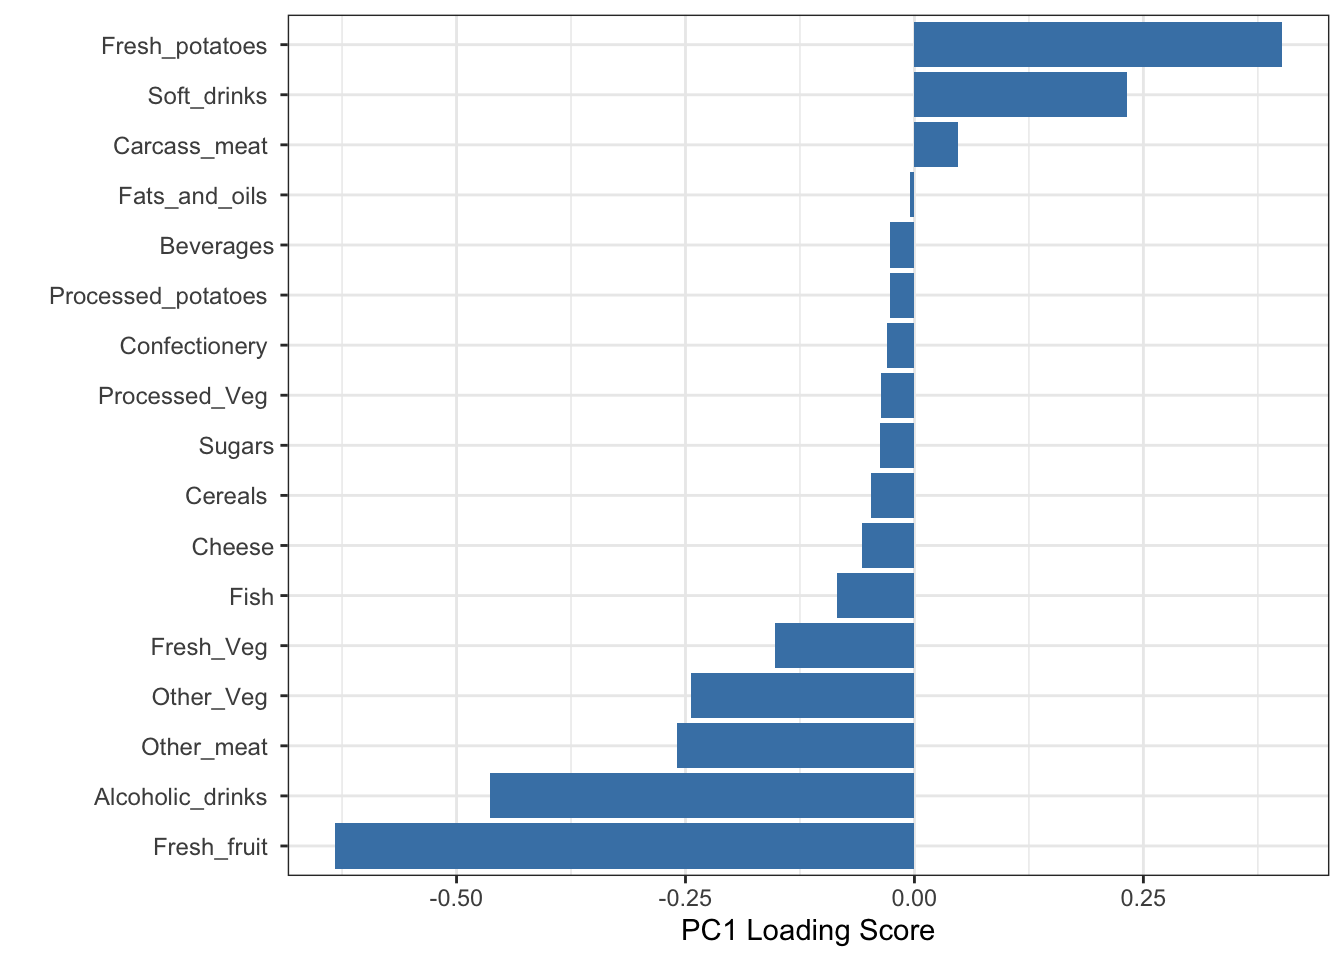 Fresh_potatoes
Soft_drinks
Carcass_meat
Fats_and_oils
Beverages
Processed_potatoes
Confectionery
Processed_Veg
Sugars
Cereals
Cheese
Fish
Fresh_Veg
Other_Veg
Other_meat
Alcoholic_drinks
Fresh_fruit
-0.50 -0.25 0.00 0.25
PC1 Loading Score